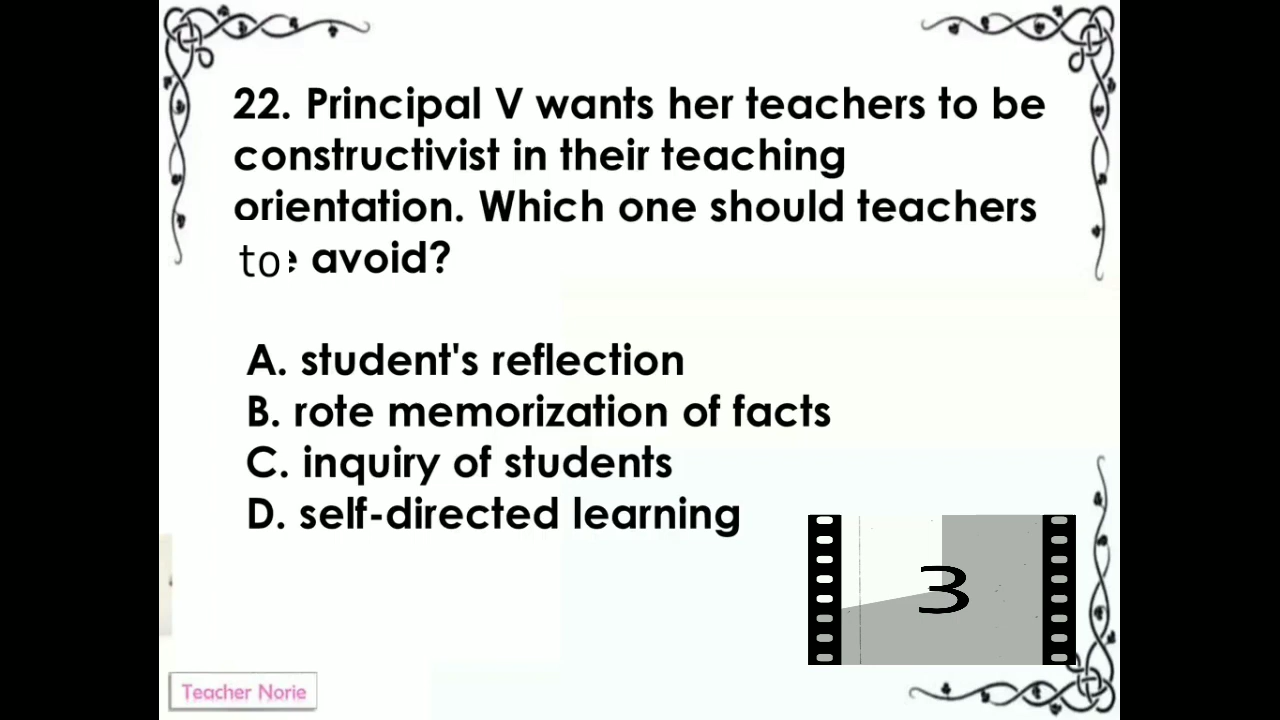 22. Principal V wants her teachers to be
constructivist in their teaching
orientation. Which one should teachers
to avoid?
A. student's reflection
B. rote memorization of facts
C. inquiry of students
D. self-directed learning
3
Teacher Norie